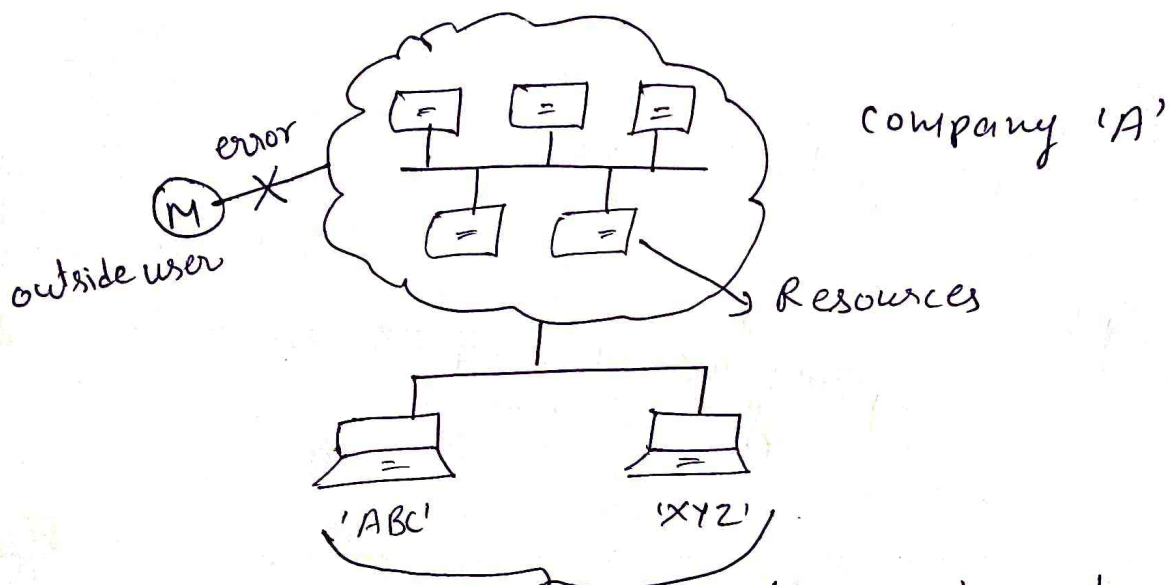 Company 'A'
error
M
outside user
Resources
'ABC' 'XYZ'